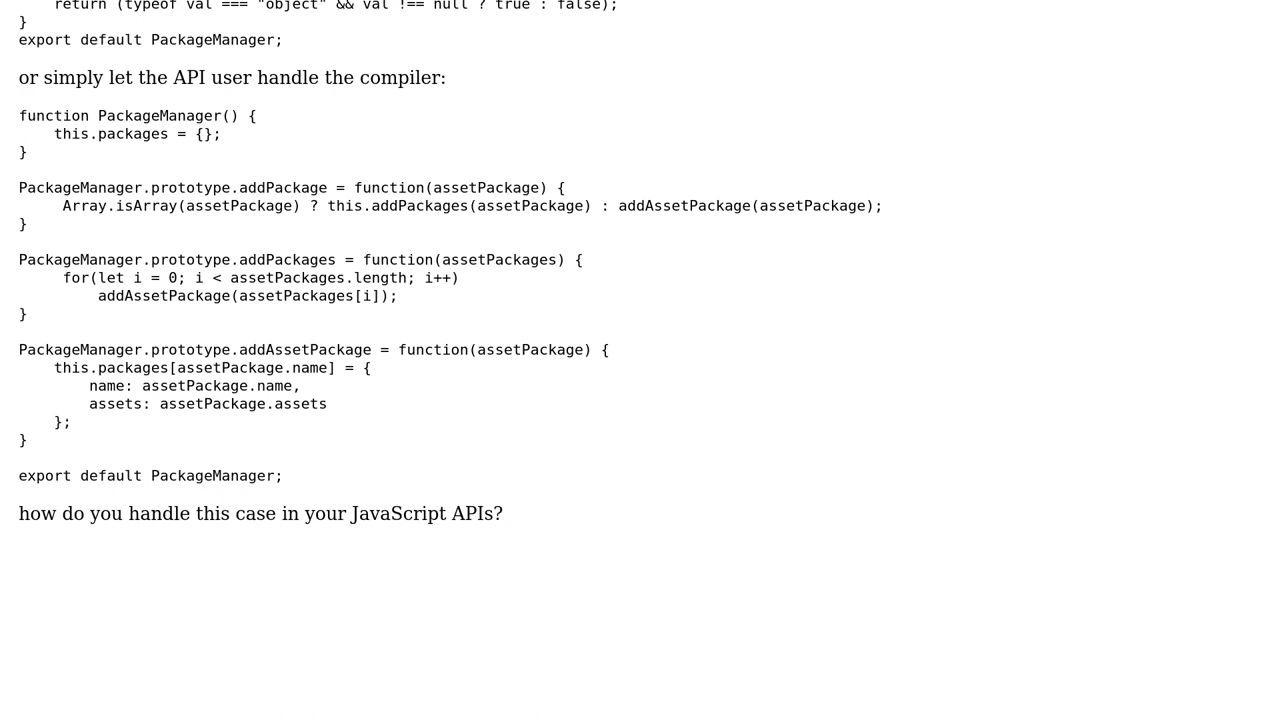 return (typeof val === "object" && val !== null ? true : false);
}
export default PackageManager;
or simply let the API user handle the compiler:
function PackageManager() {
    this.packages = {};
}
PackageManager.prototype.addPackage = function(assetPackage) {
     Array.isArray(assetPackage) ? this.addPackages(assetPackage) : addAssetPackage(assetPackage);
}
PackageManager.prototype.addPackages = function(assetPackages) {
     for(let i = 0; i < assetPackages.length; i++)
         addAssetPackage(assetPackages[i]);
}
PackageManager.prototype.addAssetPackage = function(assetPackage) {
    this.packages[assetPackage.name] = {
        name: assetPackage.name,
        assets: assetPackage.assets
    };
}
export default PackageManager;
how do you handle this case in your JavaScript APIs?